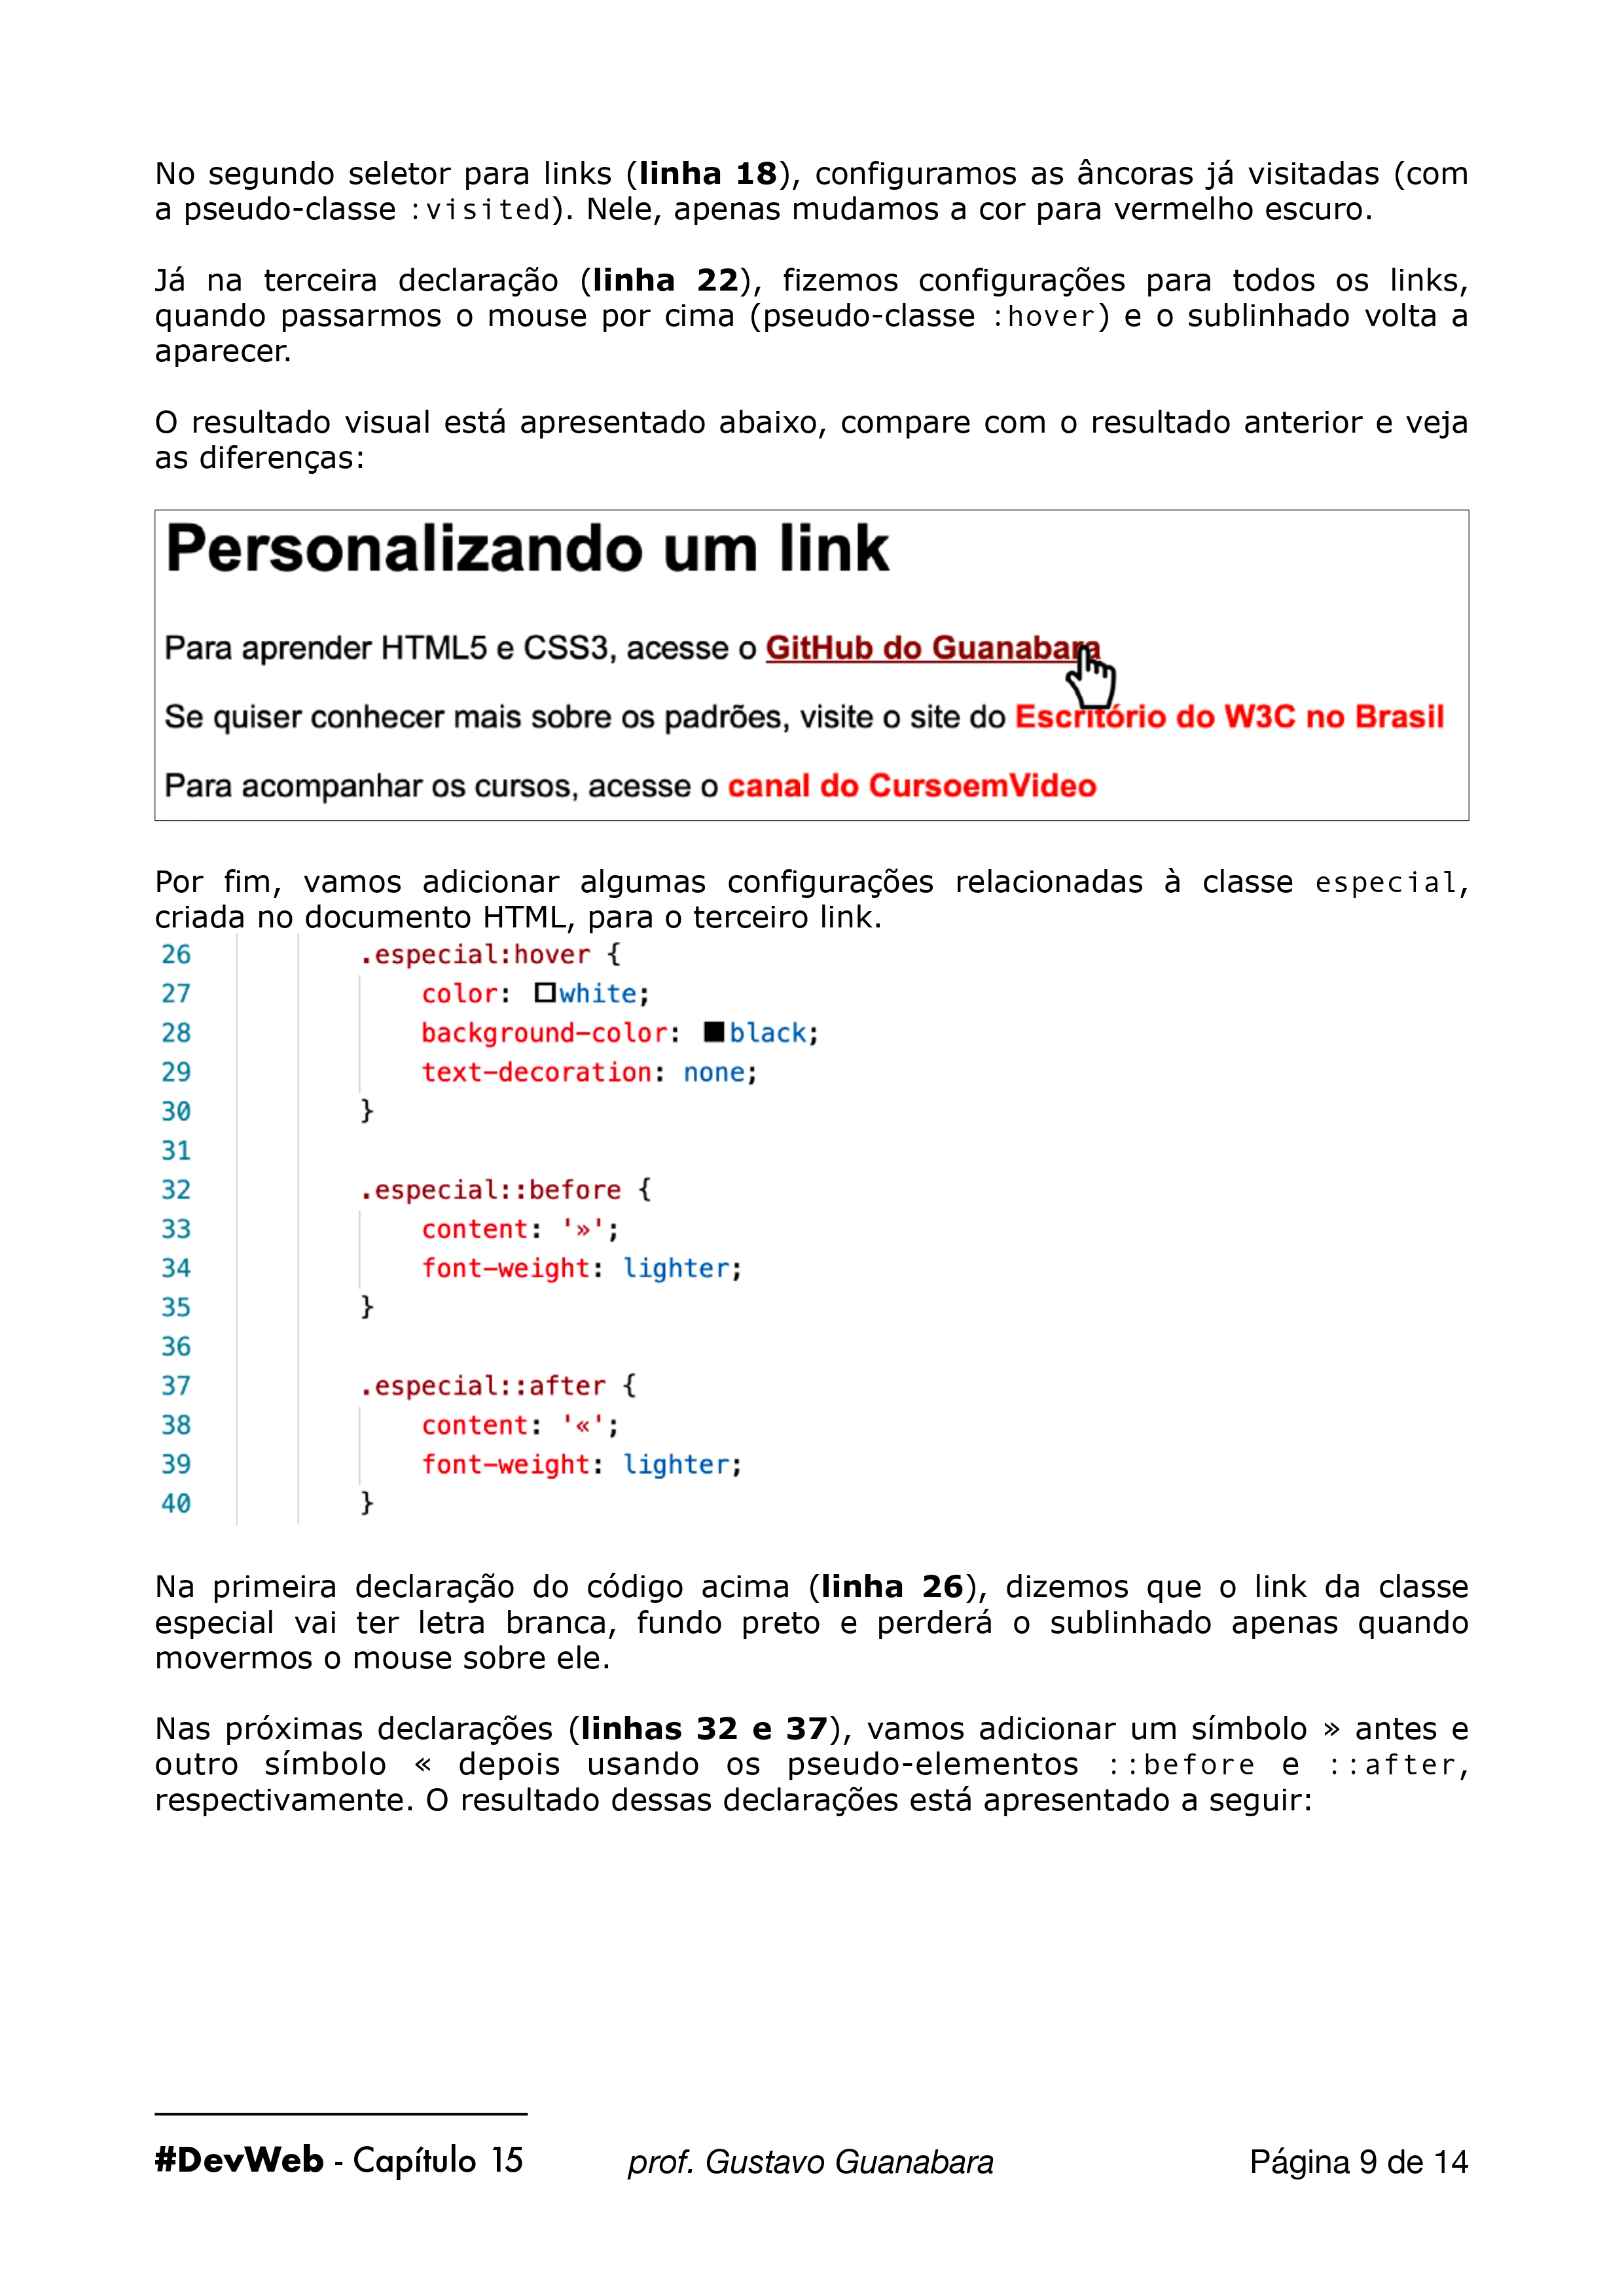 No segundo seletor para links (linha 18), configuramos as âncoras já visitadas (com
a pseudo-classe :visited). Nele, apenas mudamos a cor para vermelho escuro.
Já na terceira declaração (linha 22), fizemos configurações para todos os links,
quando passarmos o mouse por cima (pseudo-classe :hover) e o sublinhado volta a
aparecer.
O resultado visual está apresentado abaixo, compare com o resultado anterior e veja
as diferenças:
Personalizando um link
Para aprender HTML5 e CSS3, acesse o GitHub do Guanabara
Se quiser conhecer mais sobre os padrões, visite o site do Escritório do W3C no Brasil
Para acompanhar os cursos, acesse o canal do CursoemVideo
Por fim, vamos adicionar algumas configurações relacionadas à classe especial,
criada no documento HTML, para o terceiro link.
26 .especial:hover {
27 color: white;
28 background-color: black;
29 text-decoration: none;
30 }
31
32 .especial::before {
33 content: '»';
34 font-weight: lighter;
35 }
36
37 .especial::after {
38 content: '«';
39 font-weight: lighter;
40 }
Na primeira declaração do código acima (linha 26), dizemos que o link da classe
especial vai ter letra branca, fundo preto e perderá o sublinhado apenas quando
movermos o mouse sobre ele.
Nas próximas declarações (linhas 32 e 37), vamos adicionar um símbolo » antes e
outro símbolo « depois usando os pseudo-elementos ::before e ::after,
respectivamente. O resultado dessas declarações está apresentado a seguir:
#DevWeb - Capítulo 15 prof. Gustavo Guanabara Página 9 de 14